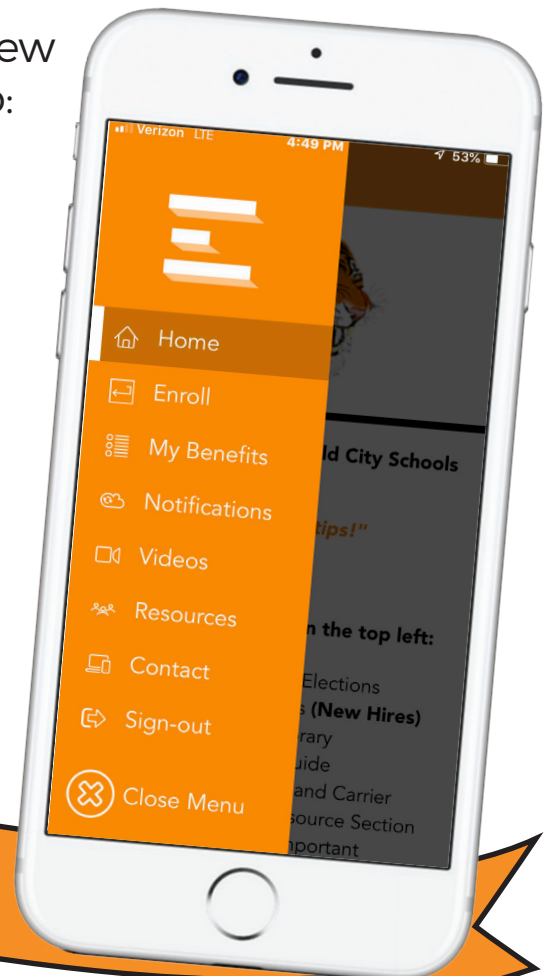 ew
:
Verizon LTE 4:49 PM 53%
Home
Enroll
My Benefits
Notifications
Videos
Resources
Contact
Sign-out
Close Menu
ld City Schools
tips!"
n the top left:
Elections
s (New Hires)
rary
uide
and Carrier
source Section
portant